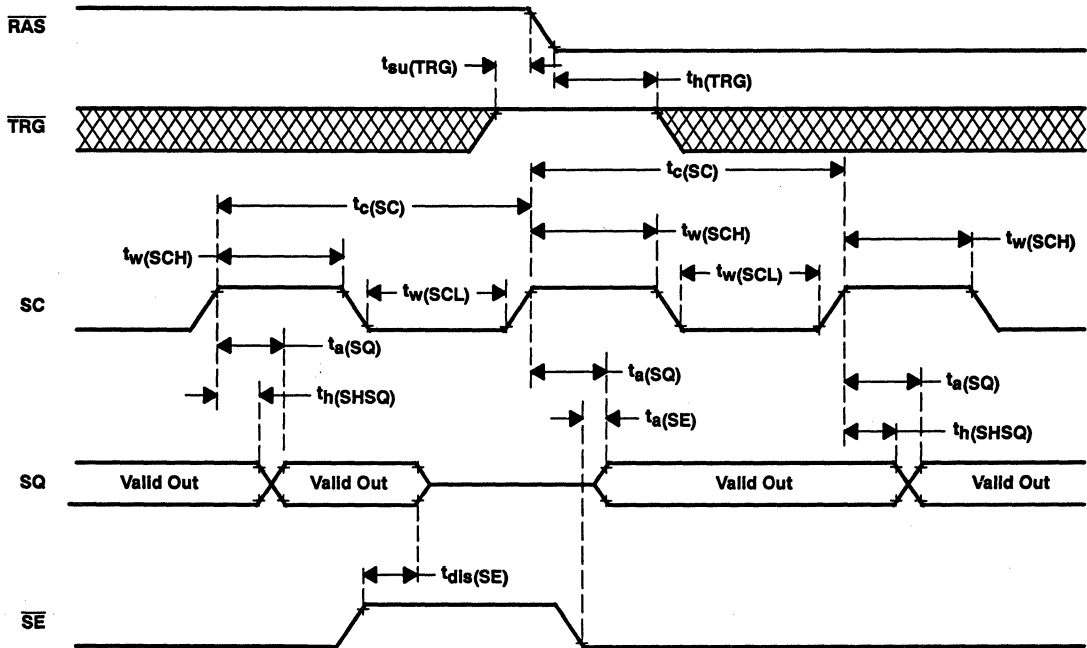 RAS
tsu(TRG)
th(TRG)
TRG
tc(SC)
tc(SC)
tw(SCH)
tw(SCH)
tw(SCH)
tw(SCL)
tw(SCL)
SC
ta(SQ)
ta(SQ)
ta(SQ)
th(SHSQ)
ta(SE)
th(SHSQ)
SQ Valid Out Valid Out Valid Out Valid Out
tdis(SE)
SE